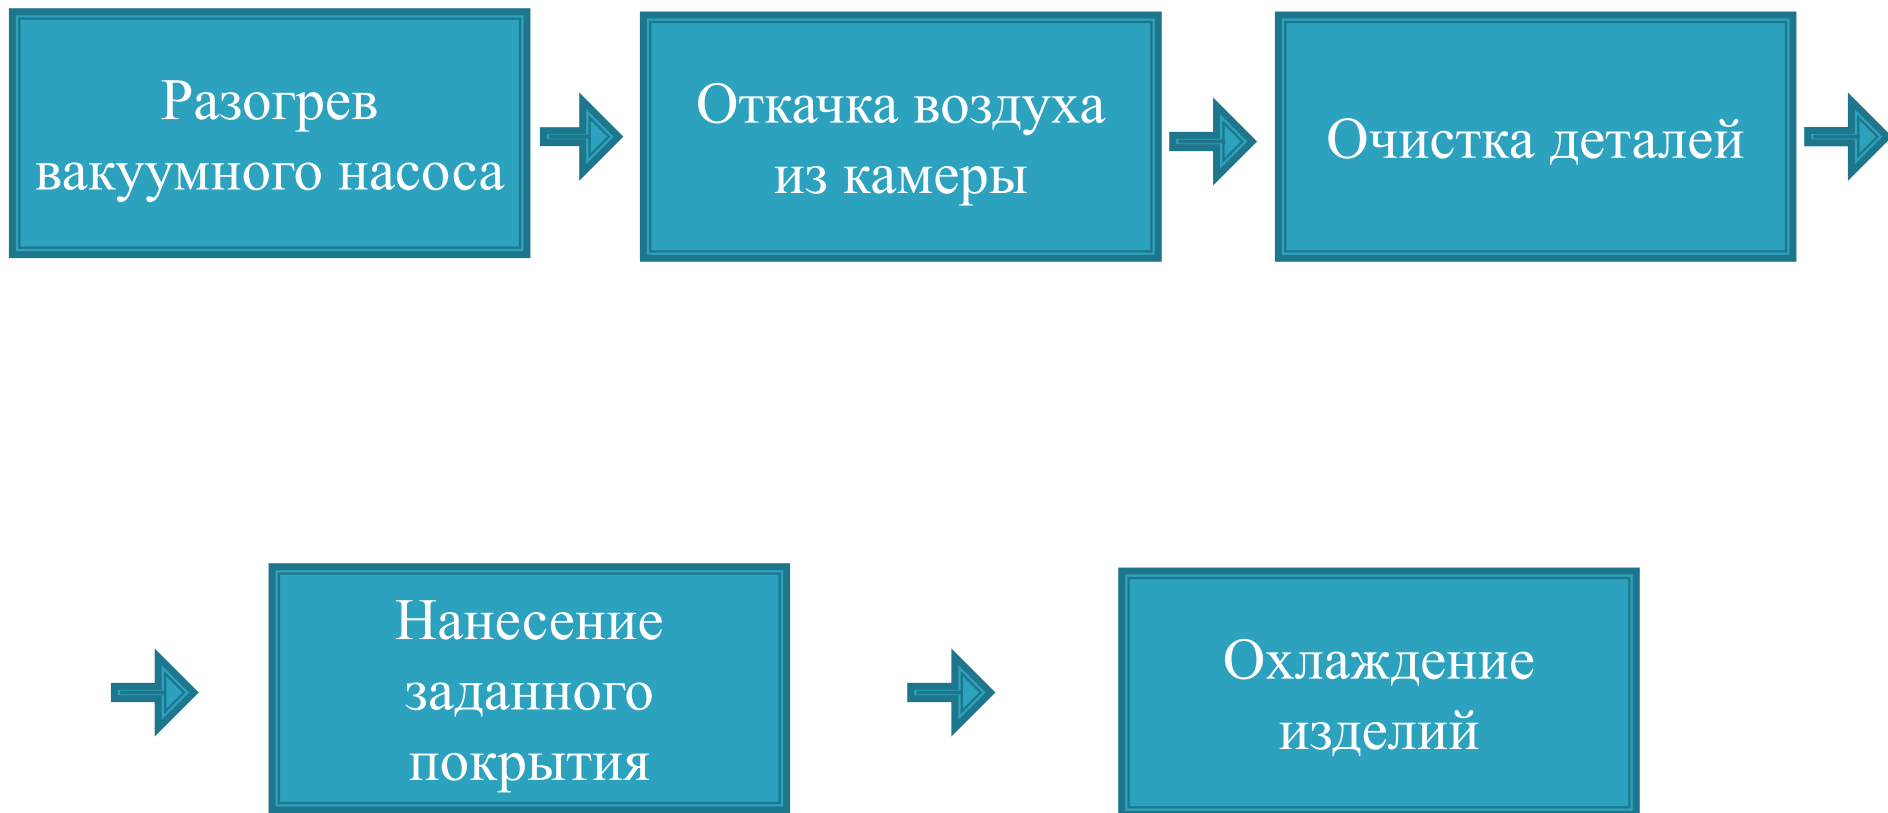 Разогрев
вакуумного насоса
Откачка воздуха
из камеры
Очистка деталей
Нанесение
заданного
покрытия
Охлаждение
изделий